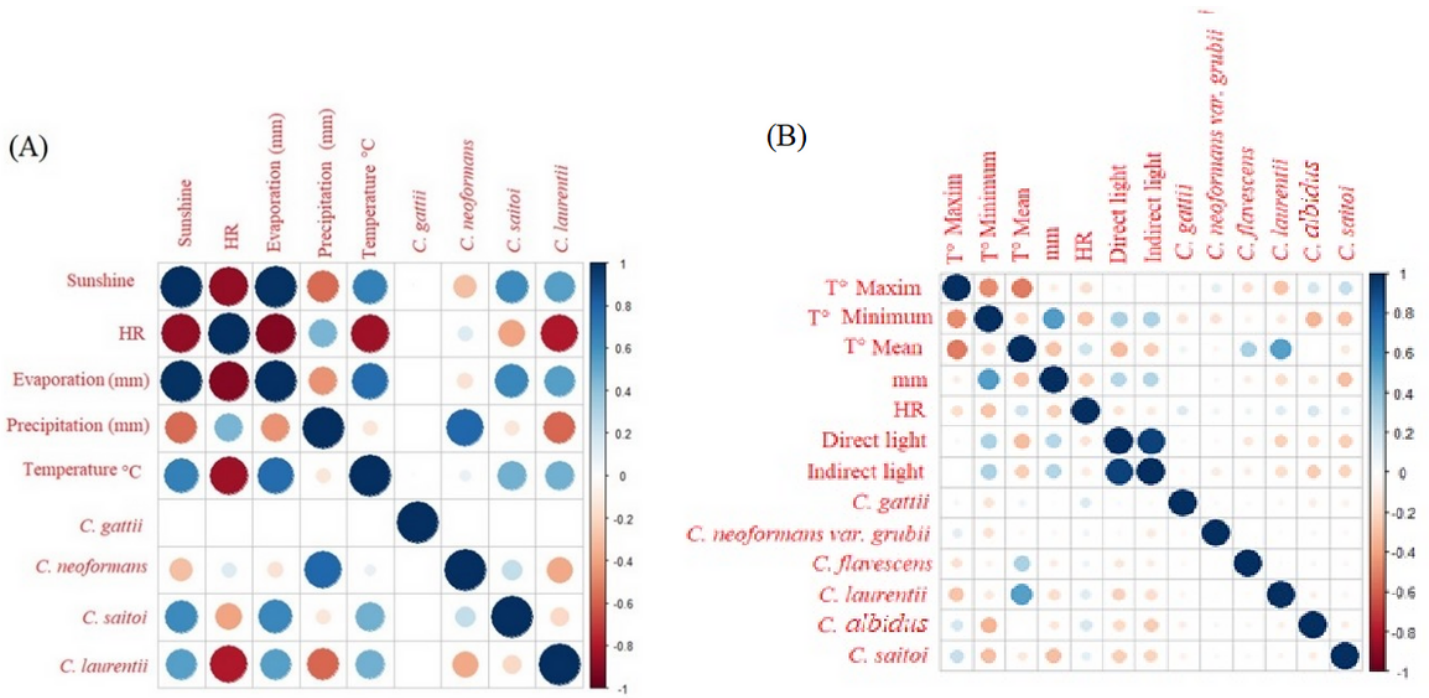 (A)
Sunshine
HR
Evaporation (mm)
Precipitation (mm)
Temperature °C
C. gattii
C. neoformans
C. saitoi
C. laurentii
Sunshine
HR
Evaporation (mm)
Precipitation (mm)
Temperature °C
C. gattii
C. neoformans
C. saitoi
C. laurentii
1
0.8
0.6
0.4
0.2
0
-0.2
-0.4
-0.6
-0.8
-1
(B)
T° Maxim
T° Minimum
T° Mean
mm
HR
Direct light
Indirect light
C. gattii
C. neoformans var. grubii
C. flavescens
C. laurentii
C. albidus
C. saitoi
T° Maxim
T° Minimum
T° Mean
mm
HR
Direct light
Indirect light
C. gattii
C. neoformans var. grubii
C. flavescens
C. laurentii
C. albidus
C. saitoi
1
0.8
0.6
0.4
0.2
0
-0.2
-0.4
-0.6
-0.8
-1